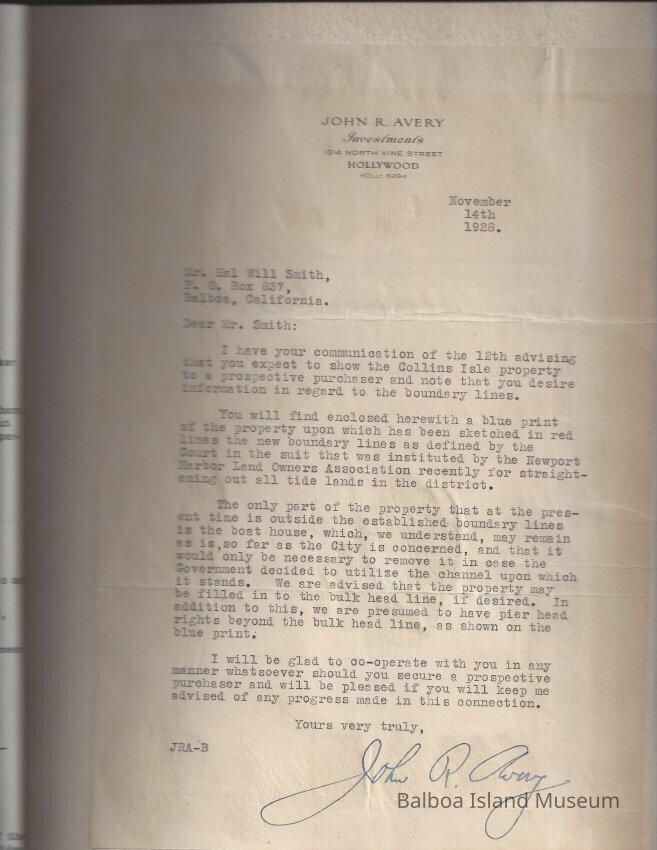 JOHN R. AVERY
Investments
1314 NORTH VINE STREET
HOLLYWOOD
HOLLY 6294
November
14th
1928.
Mr. Hal Will Smith,
P. O. Box 837,
Balboa, California.
Dear Mr. Smith:
I have your communication of the 12th advising
that you expect to show the Collins Isle property
to a prospective purchaser and note that you desire
information in regard to the boundary lines.
You will find enclosed herewith a blue print
of the property upon which has been sketched in red
lines the new boundary lines as defined by the
Court in the suit that was instituted by the Newport
Harbor Land Owners Association recently for straight-
ening out all tide lands in the district.
The only part of the property that at the pres-
ent time is outside the established boundary lines
is the boat house, which, we understand, may remain
as is,so far as the City is concerned, and that it
would only be necessary to remove it in case the
Government decided to utilize the channel upon which
it stands. We are advised that the property may
be filled in to the bulk head line, if desired. In
addition to this, we are presumed to have pier head
rights beyond the bulk head line, as shown on the
blue print.
I will be glad to co-operate with you in any
manner whatsoever should you secure a prospective
purchaser and will be pleased if you will keep me
advised of any progress made in this connection.
Yours very truly,
JRA-B
John R. Avery
Balboa Island Museum